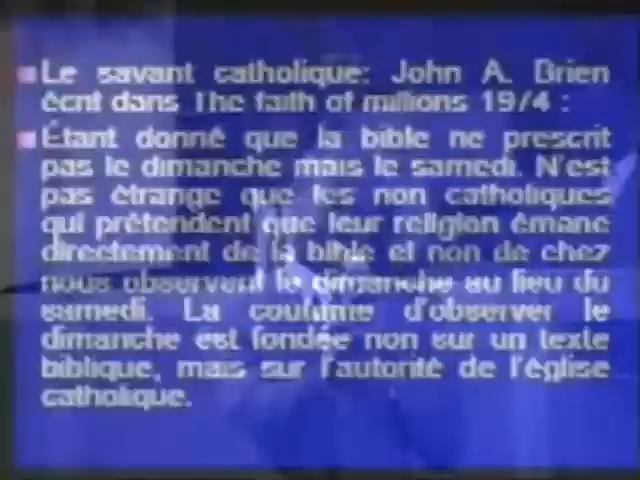 Le savant catholique: John A. Brien
écrit dans The faith of millions 1974 :
Étant donné que la bible ne prescrit
pas le dimanche mais le samedi. N'est
pas étrange que les non catholiques
qui prétendent que leur religion émane
directement de la bible et non de chez
nous observent le dimanche au lieu du
samedi. La coutume d'observer le
dimanche est fondée non sur un texte
biblique, mais sur l'autorité de l'église
catholique.